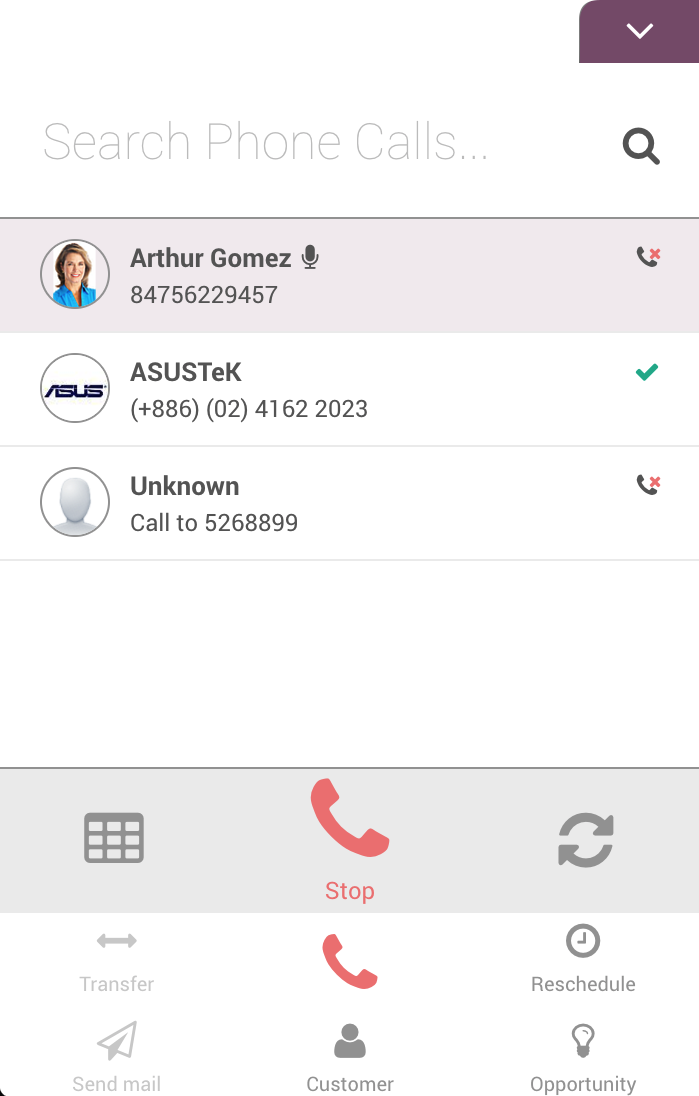 Search Phone Calls...
Arthur Gomez
84756229457
ASUSTeK
ASUS
(+886) (02) 4162 2023
Unknown
Call to 5268899
Stop
Transfer
Reschedule
Send mail
Customer
Opportunity